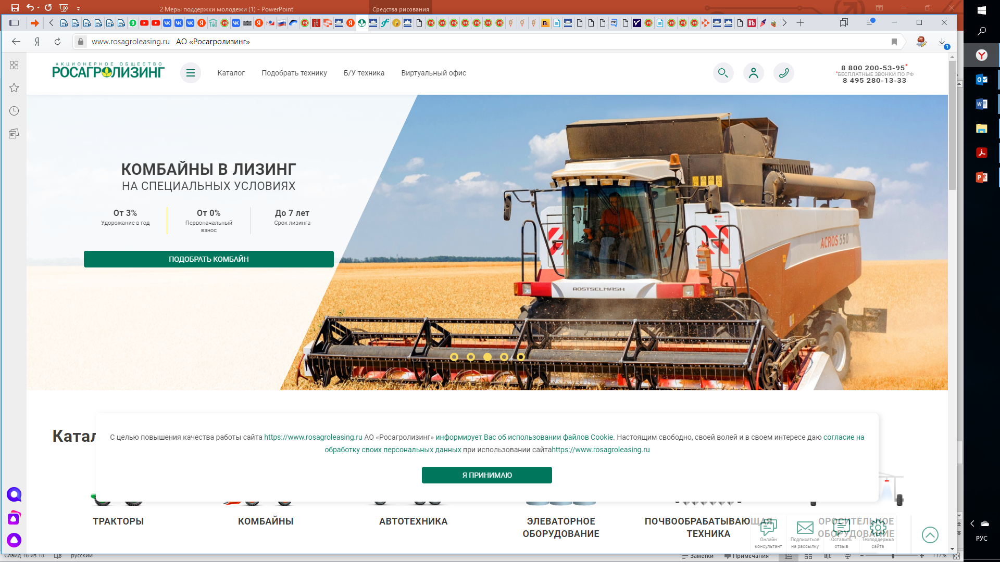 2 Меры поддержки молодежи (1) - PowerPoint
Средства рисования
www.rosagroleasing.ru АО «Росагролизинг»
АКЦИОНЕРНОЕ ОБЩЕСТВО
РОСАГРОЛИЗИНГ
Каталог
Подобрать технику
Б/У техника
Виртуальный офис
8 800 200-53-95*
*БЕСПЛАТНЫЕ ЗВОНКИ ПО РФ
8 495 280-13-33
КОМБАЙНЫ В ЛИЗИНГ
НА СПЕЦИАЛЬНЫХ УСЛОВИЯХ
От 3%
Удорожание в год
От 0%
Первоначальный
взнос
До 7 лет
Срок лизинга
ПОДОБРАТЬ КОМБАЙН
ACROS 550
ROSTSELMASH
Катал
С целью повышения качества работы сайта https://www.rosagroleasing.ru АО «Росагролизинг» информирует Вас об использовании файлов Cookie. Настоящим свободно, своей волей и в своем интересе даю согласие на
обработку своих персональных данных при использовании сайтаhttps://www.rosagroleasing.ru
Я ПРИНИМАЮ
ТРАКТОРЫ
КОМБАЙНЫ
АВТОТЕХНИКА
ЭЛЕВАТОРНОЕ
ОБОРУДОВАНИЕ
ПОЧВООБРАБАТЫВАЮЩАЯ
ТЕХНИКА
ОРОСИТЕЛЬНОЕ
ОБОРУДОВАНИЕ
Онлайн
консультант
Подписаться
на рассылку
Оставить
отзыв
Техподдержка
сайта
РУС
Слайд 16 из 18
русский
Заметки
Примечания
117%